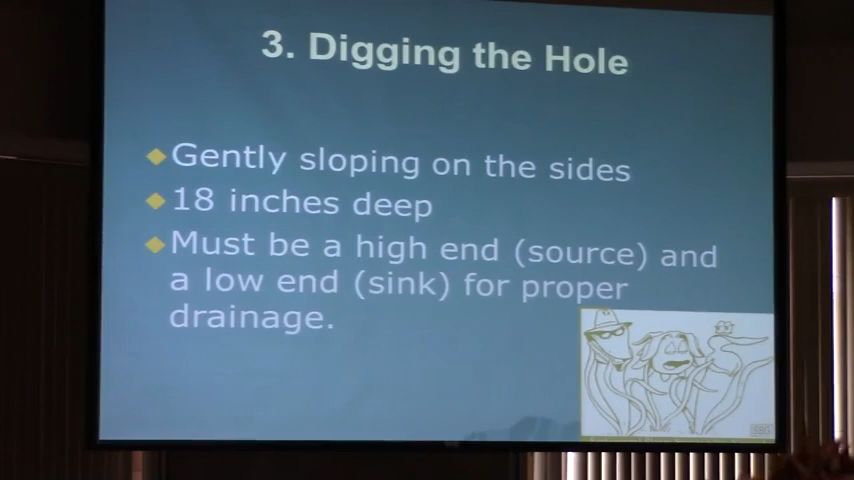 3. Digging the Hole
Gently sloping on the sides
18 inches deep
Must be a high end (source) and
a low end (sink) for proper
drainage.